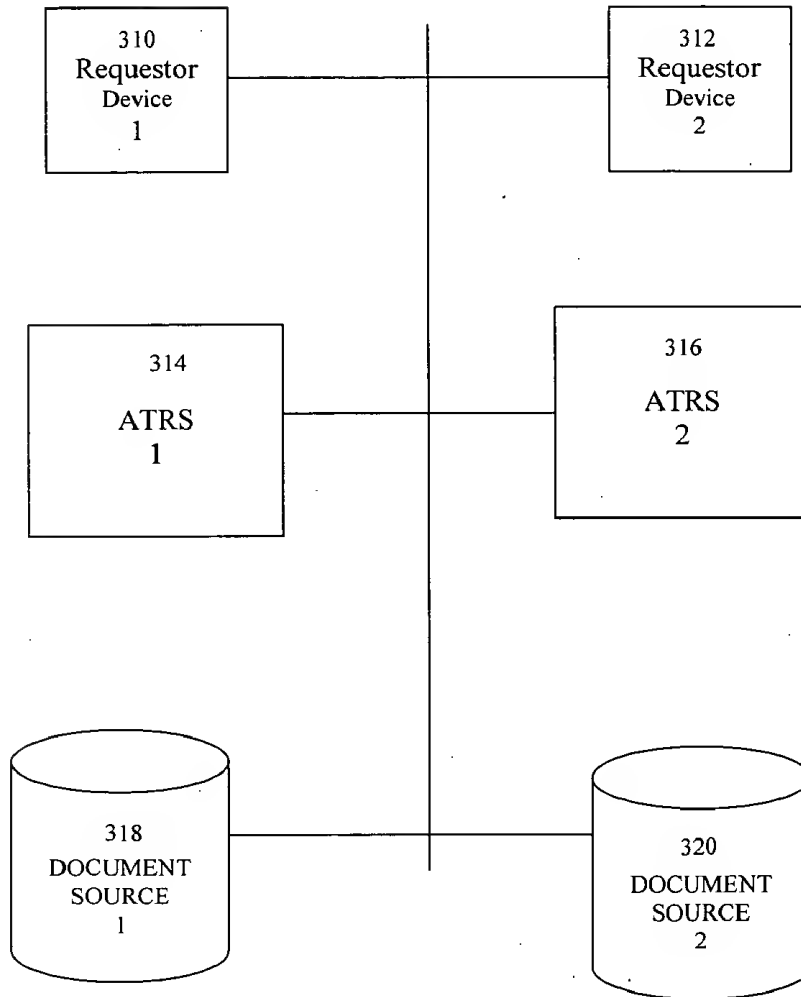 310
Requestor
Device
1
312
Requestor
Device
2
314
ATRS
1
316
ATRS
2
318
DOCUMENT
SOURCE
1
320
DOCUMENT
SOURCE
2